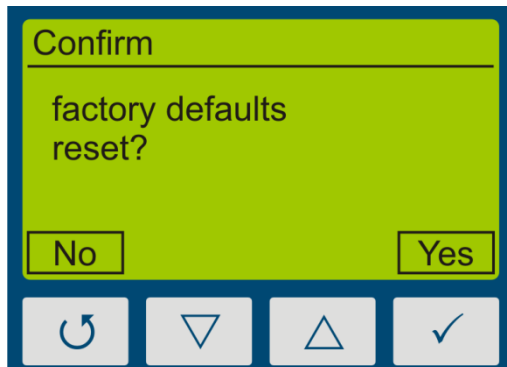 Confirm
factory defaults
reset?
No
Yes